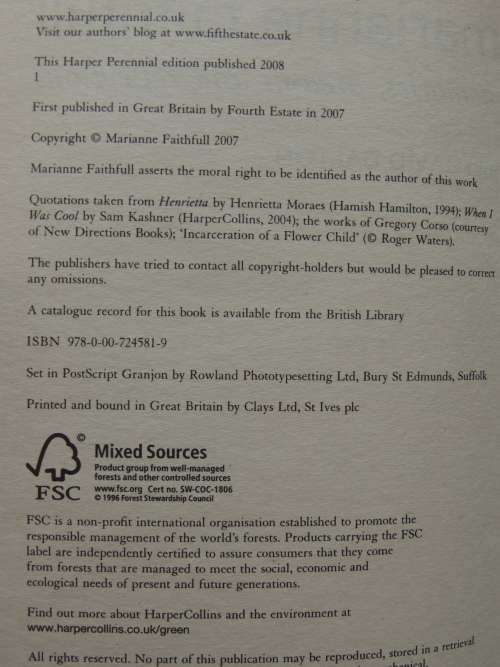 www.harperperennial.co.uk
Visit our authors' blog at www.fifthestate.co.uk
This Harper Perennial edition published 2008
1
First published in Great Britain by Fourth Estate in 2007
Copyright © Marianne Faithfull 2007
Marianne Faithfull asserts the moral right to be identified as the author of this work
Quotations taken from Henrietta by Henrietta Moraes (Hamish Hamilton, 1994); When I
Was Cool by Sam Kashner (HarperCollins, 2004); the works of Gregory Corso (courtesy
of New Directions Books); 'Incarceration of a Flower Child' (© Roger Waters).
The publishers have tried to contact all copyright-holders but would be pleased to correct
any omissions.
A catalogue record for this book is available from the British Library
ISBN 978-0-00-724581-9
Set in PostScript Granjon by Rowland Phototypesetting Ltd, Bury St Edmunds, Suffolk
Printed and bound in Great Britain by Clays Ltd, St Ives plc
©
FSC
Mixed Sources
Product group from well-managed
forests and other controlled sources
www.fsc.org Cert no. SW-COC-1806
© 1996 Forest Stewardship Council
FSC is a non-profit international organisation established to promote the
responsible management of the world's forests. Products carrying the FSC
label are independently certified to assure consumers that they come
from forests that are managed to meet the social, economic and
ecological needs of present and future generations.
Find out more about HarperCollins and the environment at
www.harpercollins.co.uk/green
All rights reserved. No part of this publication may be reproduced, stored in a retrieval